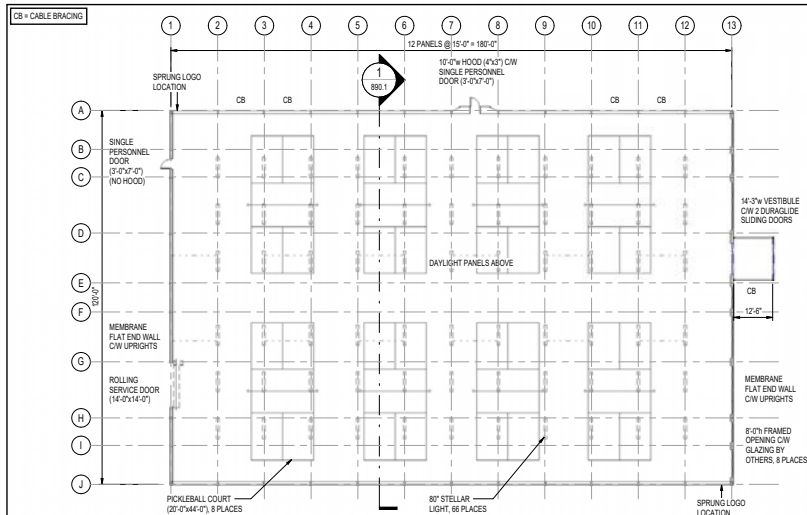 CB = CABLE BRACING
1
2
3
4
5
6
7
8
9
10
11
12
13
12 PANELS @ 15'-0" = 180'-0"
10'-0"w HOOD (4"x3") C/W
SINGLE PERSONNEL
DOOR (3'-0"x7'-0")
1
890.1
SPRUNG LOGO
LOCATION
CB
CB
CB
CB
A
B
C
D
E
F
G
H
I
J
120'-0"
SINGLE
PERSONNEL
DOOR
(3'-0"x7'-0")
(NO HOOD)
14'-3"w VESTIBULE
C/W 2 DURAGLIDE
SLIDING DOORS
DAYLIGHT PANELS ABOVE
CB
12'-6"
MEMBRANE
FLAT END WALL
C/W UPRIGHTS
ROLLING
SERVICE DOOR
(14'-0"x14'-0")
MEMBRANE
FLAT END WALL
C/W UPRIGHTS
8'-0"h FRAMED
OPENING C/W
GLAZING BY
OTHERS, 8 PLACES
PICKLEBALL COURT
(20'-0"x44'-0"), 8 PLACES
80" STELLAR
LIGHT, 66 PLACES
SPRUNG LOGO
LOCATION